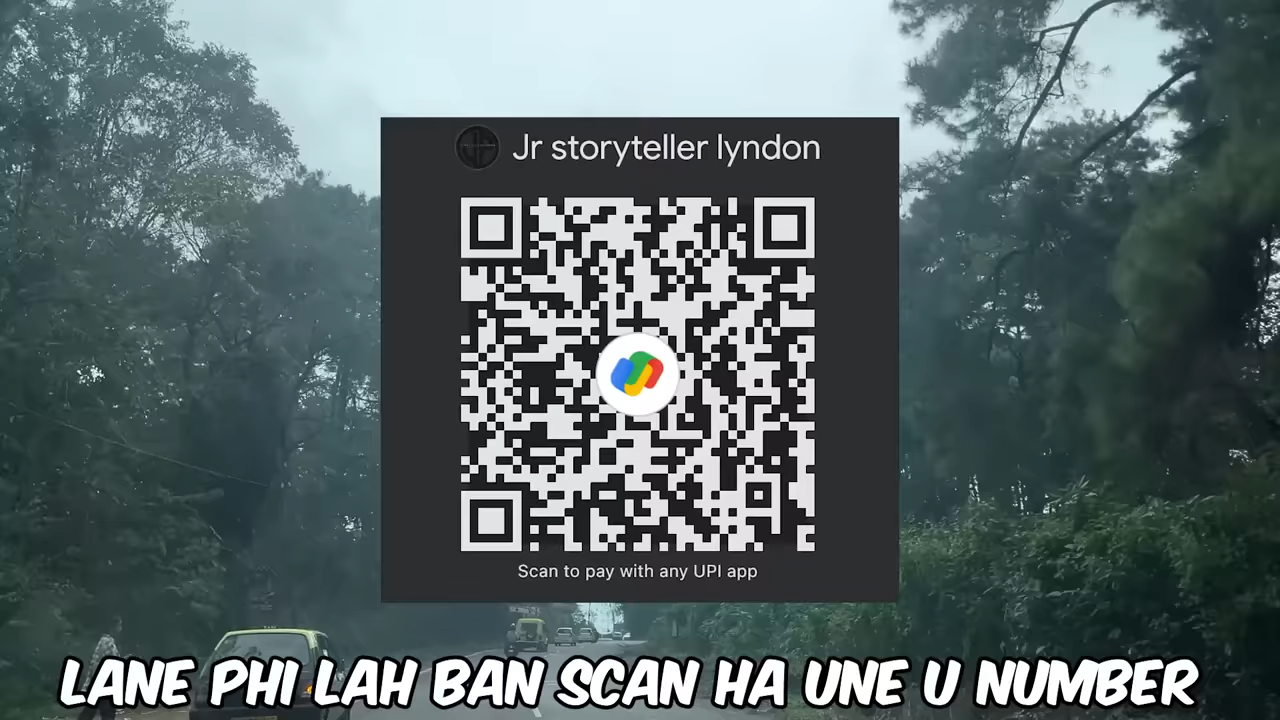 Jr storyteller lyndon
Scan to pay with any UPI app
LANE PHI LAH BAN SCAN HA UNE U NUMBER